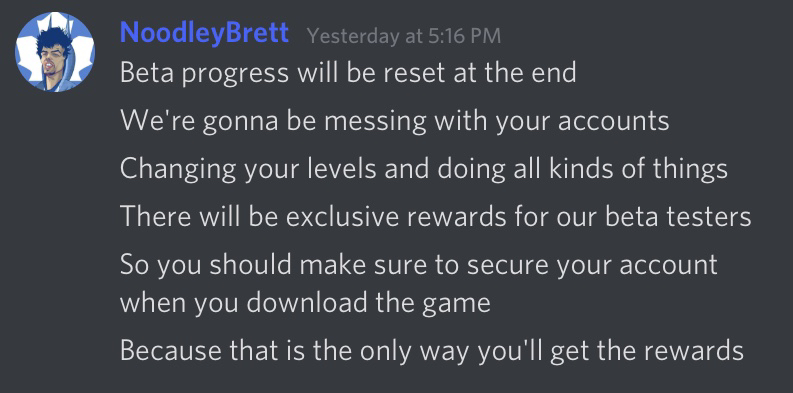 NoodleyBrett Yesterday at 5:16 PM
Beta progress will be reset at the end
We're gonna be messing with your accounts
Changing your levels and doing all kinds of things
There will be exclusive rewards for our beta testers
So you should make sure to secure your account
when you download the game
Because that is the only way you'll get the rewards